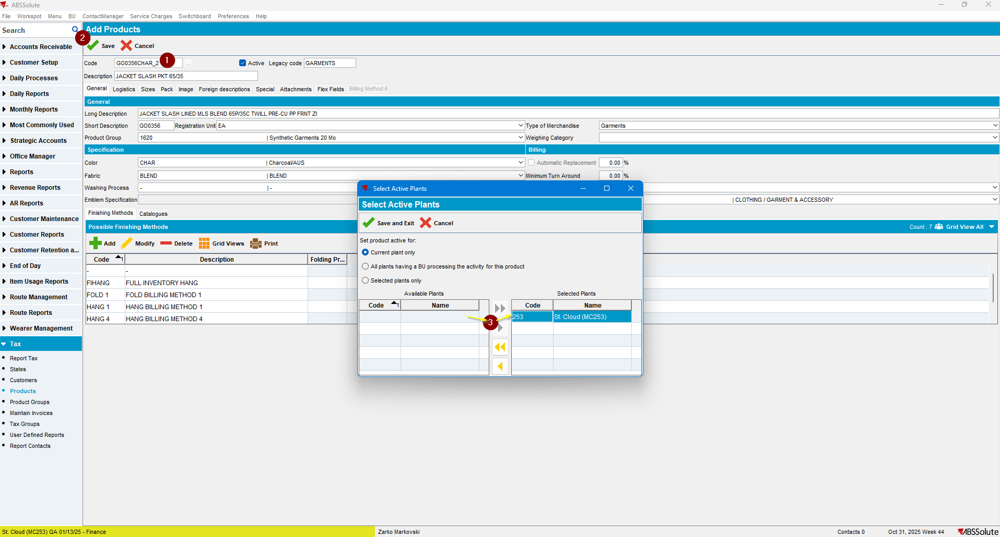 ABSSolute
File Workspot Menu BU ContactManager Service Charges Switchboard Preferences Help
Search
Add Products
2
Save Cancel
Code GO0356CHAR_2 1 ... Active Legacy code GARMENTS
Description JACKET SLASH PKT 65/35
General Logistics Sizes Pack Image Foreign descriptions Special Attachments Flex Fields Billing Method 6
General
Long Description JACKET SLASH LINED MLS BLEND 65P/35C TWILL PRE-CU PP FRNT ZI
Short Description GO0356 Registration Unit EA Type of Merchandise Garments
Product Group 1620 | Synthetic Garments 20 Mo Weighing Category
Specification Billing
Color CHAR | Charcoal/AUS Automatic Replacement 0.00 %
Fabric BLEND | BLEND Minimum Turn Around 0.00 %
Washing Process - | -
Emblem Specification | CLOTHING / GARMENT & ACCESSORY
Finishing Methods Catalogues
Possible Finishing Methods Count : 7 Grid View All
Add Modify Delete Grid Views Print
Code 1 Description Folding Pr...
- -
FIHANG FULL INVENTORY HANG
FOLD 1 FOLD BILLING METHOD 1
HANG 1 HANG BILLING METHOD 1
HANG 4 HANG BILLING METHOD 4
Select Active Plants
Select Active Plants
Save and Exit Cancel
Set product active for:
Current plant only
All plants having a BU processing the activity for this product
Selected plants only
Available Plants Selected Plants
Code 1 Name Code Name
253 St. Cloud (MC253)
3
Accounts Receivable
Customer Setup
Daily Processes
Daily Reports
Monthly Reports
Most Commonly Used
Strategic Accounts
Office Manager
Reports
Revenue Reports
AR Reports
Customer Maintenance
Customer Reports
Customer Retention a...
End of Day
Item Usage Reports
Route Management
Route Reports
Wearer Management
Tax
Report Tax
States
Customers
Products
Product Groups
Maintain Invoices
Tax Groups
User Defined Reports
Report Contacts
St. Cloud (MC253) QA 01/13/25 - Finance Zarko Markovski Contacts 0 Oct 31, 2025 Week 44 ABSSolute